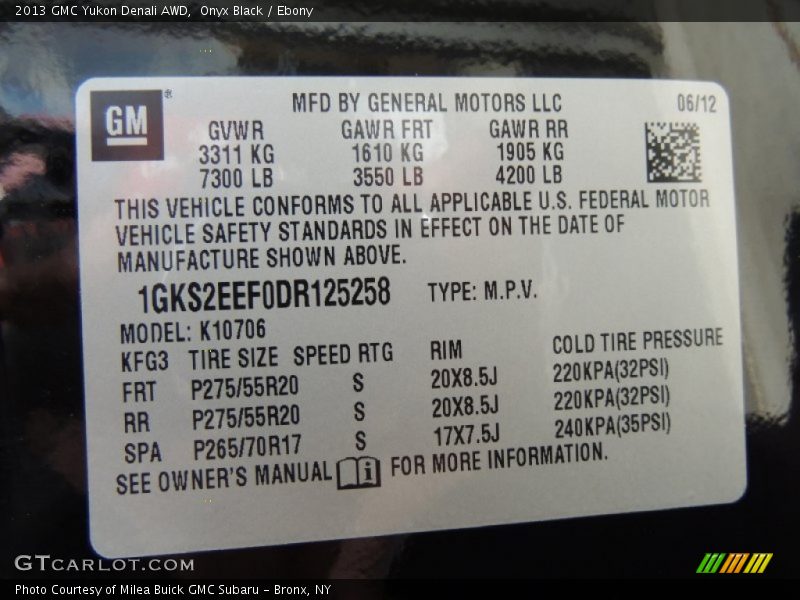 2013 GMC Yukon Denali AWD, Onyx Black / Ebony
GM ®
MFD BY GENERAL MOTORS LLC 06/12
GVWR GAWR FRT GAWR RR
3311 KG 1610 KG 1905 KG
7300 LB 3550 LB 4200 LB
THIS VEHICLE CONFORMS TO ALL APPLICABLE U.S. FEDERAL MOTOR
VEHICLE SAFETY STANDARDS IN EFFECT ON THE DATE OF
MANUFACTURE SHOWN ABOVE.
1GKS2EEF0DR125258 TYPE: M.P.V.
MODEL: K10706
KFG3 TIRE SIZE SPEED RTG RIM COLD TIRE PRESSURE
FRT P275/55R20 S 20X8.5J 220KPA(32PSI)
RR P275/55R20 S 20X8.5J 220KPA(32PSI)
SPA P265/70R17 S 17X7.5J 240KPA(35PSI)
SEE OWNER'S MANUAL i FOR MORE INFORMATION.
GTCARLOT.COM
Photo Courtesy of Milea Buick GMC Subaru - Bronx, NY